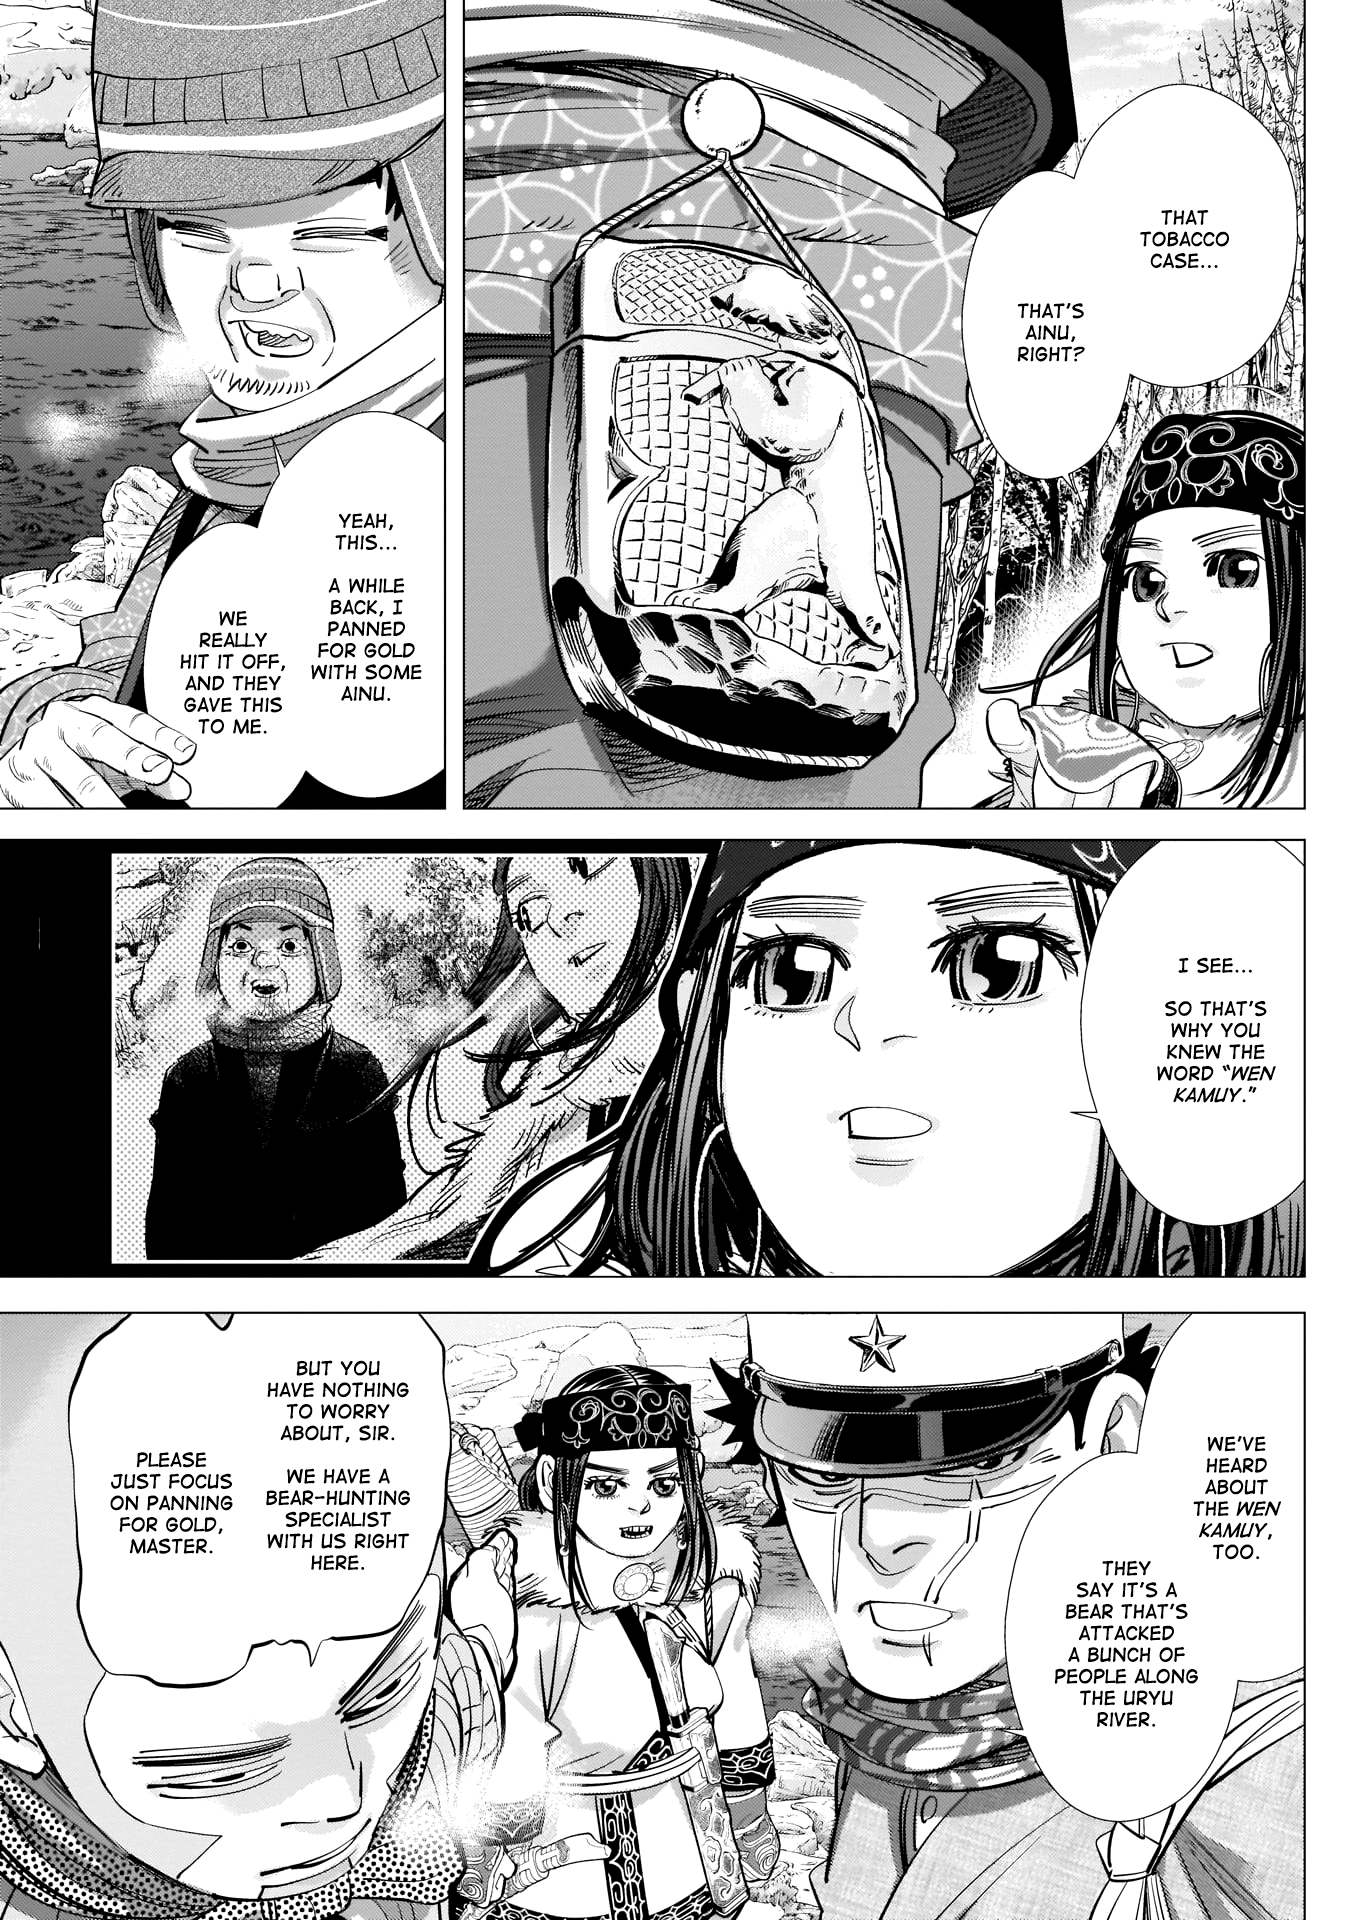 THAT
TOBACCO
CASE...
THAT'S
AINU,
RIGHT?
YEAH,
THIS...
A WHILE
BACK, I
PANNED
FOR GOLD
WITH SOME
AINU.
WE
REALLY
HIT IT OFF,
AND THEY
GAVE THIS
TO ME.
I SEE...
SO THAT'S
WHY YOU
KNEW THE
WORD "WEN
KAMUY."
WE'VE
HEARD
ABOUT
THE WEN
KAMUY,
TOO.
THEY
SAY IT'S A
BEAR THAT'S
ATTACKED
A BUNCH OF
PEOPLE ALONG
THE URYU
RIVER.
BUT YOU
HAVE NOTHING
TO WORRY
ABOUT, SIR.
WE HAVE A
BEAR-HUNTING
SPECIALIST
WITH US RIGHT
HERE.
PLEASE
JUST FOCUS
ON PANNING
FOR GOLD,
MASTER.